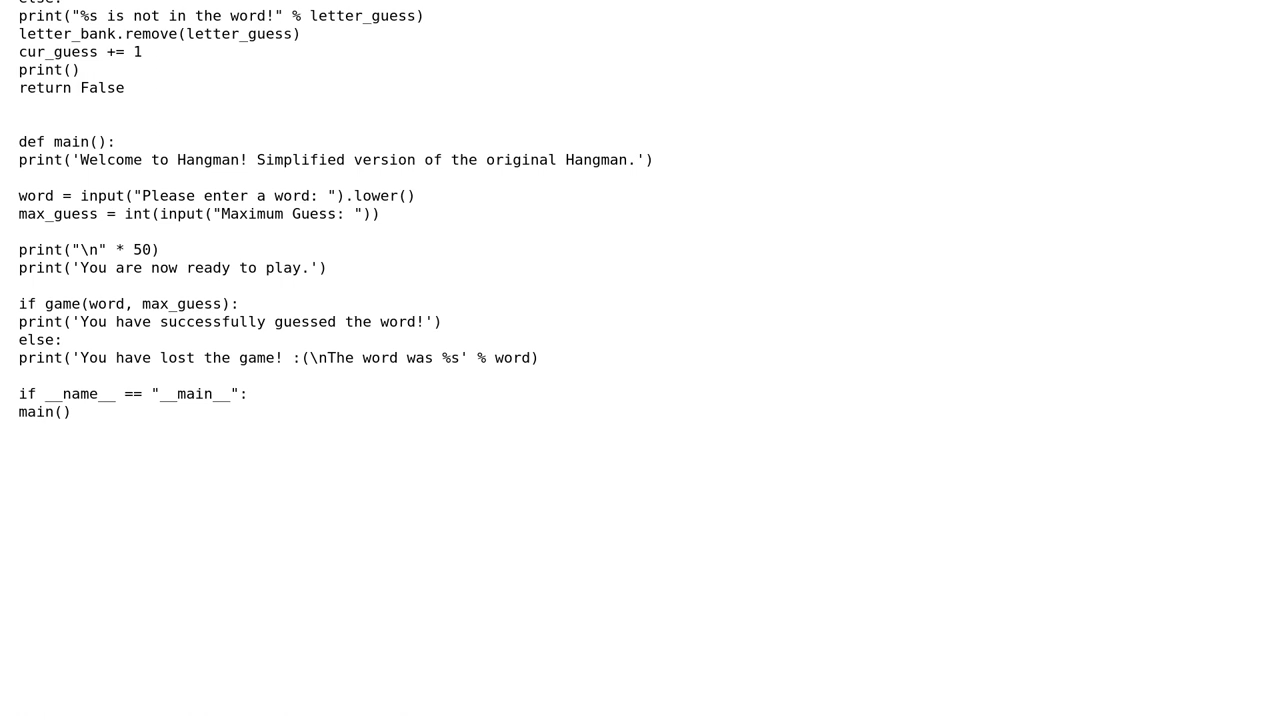 else:
print("%s is not in the word!" % letter_guess)
letter_bank.remove(letter_guess)
cur_guess += 1
print()
return False
def main():
print('Welcome to Hangman! Simplified version of the original Hangman.')
word = input("Please enter a word: ").lower()
max_guess = int(input("Maximum Guess: "))
print("\n" * 50)
print('You are now ready to play.')
if game(word, max_guess):
print('You have successfully guessed the word!')
else:
print('You have lost the game! :(\nThe word was %s' % word)
if __name__ == "__main__":
main()